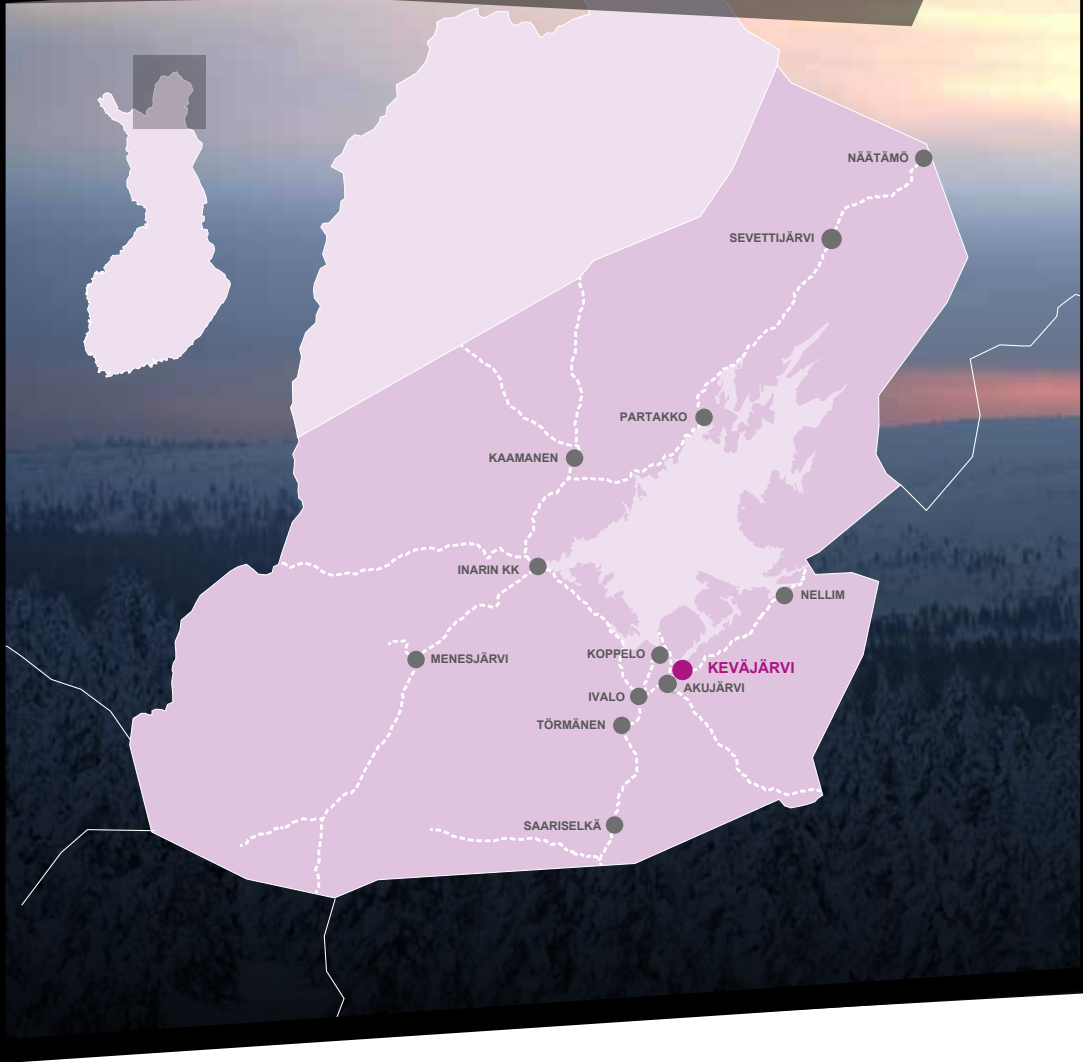 NÄÄTÄMÖ
SEVETTIJÄRVI
PARTAKKO
KAAMANEN
INARIN KK
NELLIM
MENESJÄRVI
KOPPELO
KEVÄJÄRVI
AKUJÄRVI
IVALO
TÖRMÄNEN
SAARISELKÄ